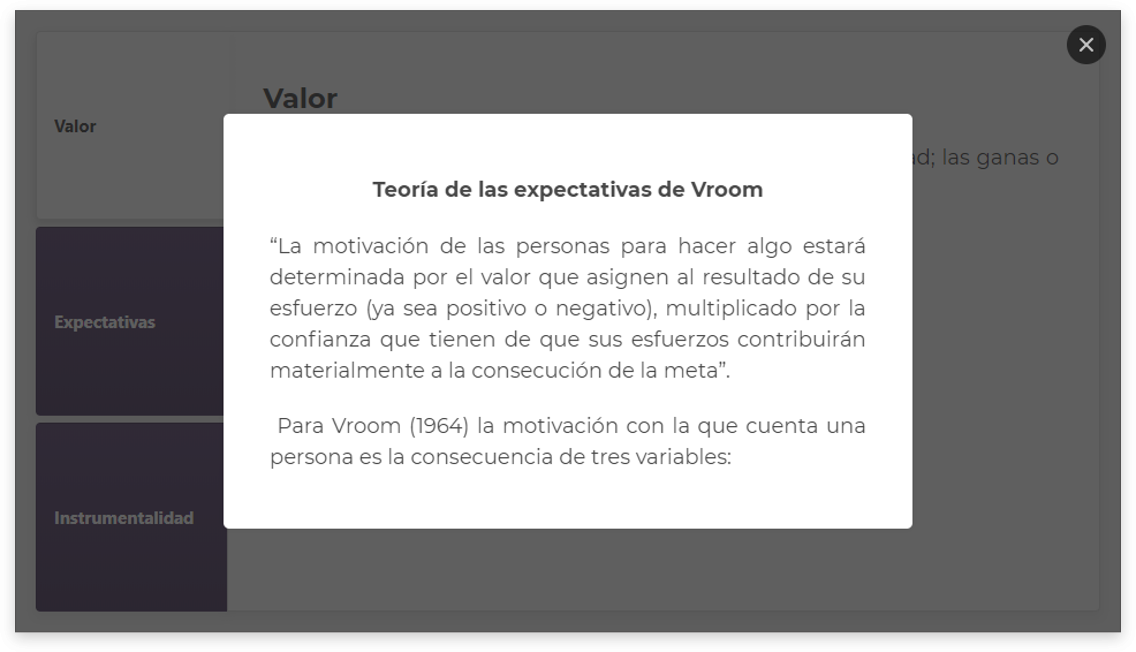 Valor
Valor
ad; las ganas o
Expectativas
Instrumentalidad
Teoría de las expectativas de Vroom
“La motivación de las personas para hacer algo estará
determinada por el valor que asignen al resultado de su
esfuerzo (ya sea positivo o negativo), multiplicado por la
confianza que tienen de que sus esfuerzos contribuirán
materialmente a la consecución de la meta”.
Para Vroom (1964) la motivación con la que cuenta una
persona es la consecuencia de tres variables: